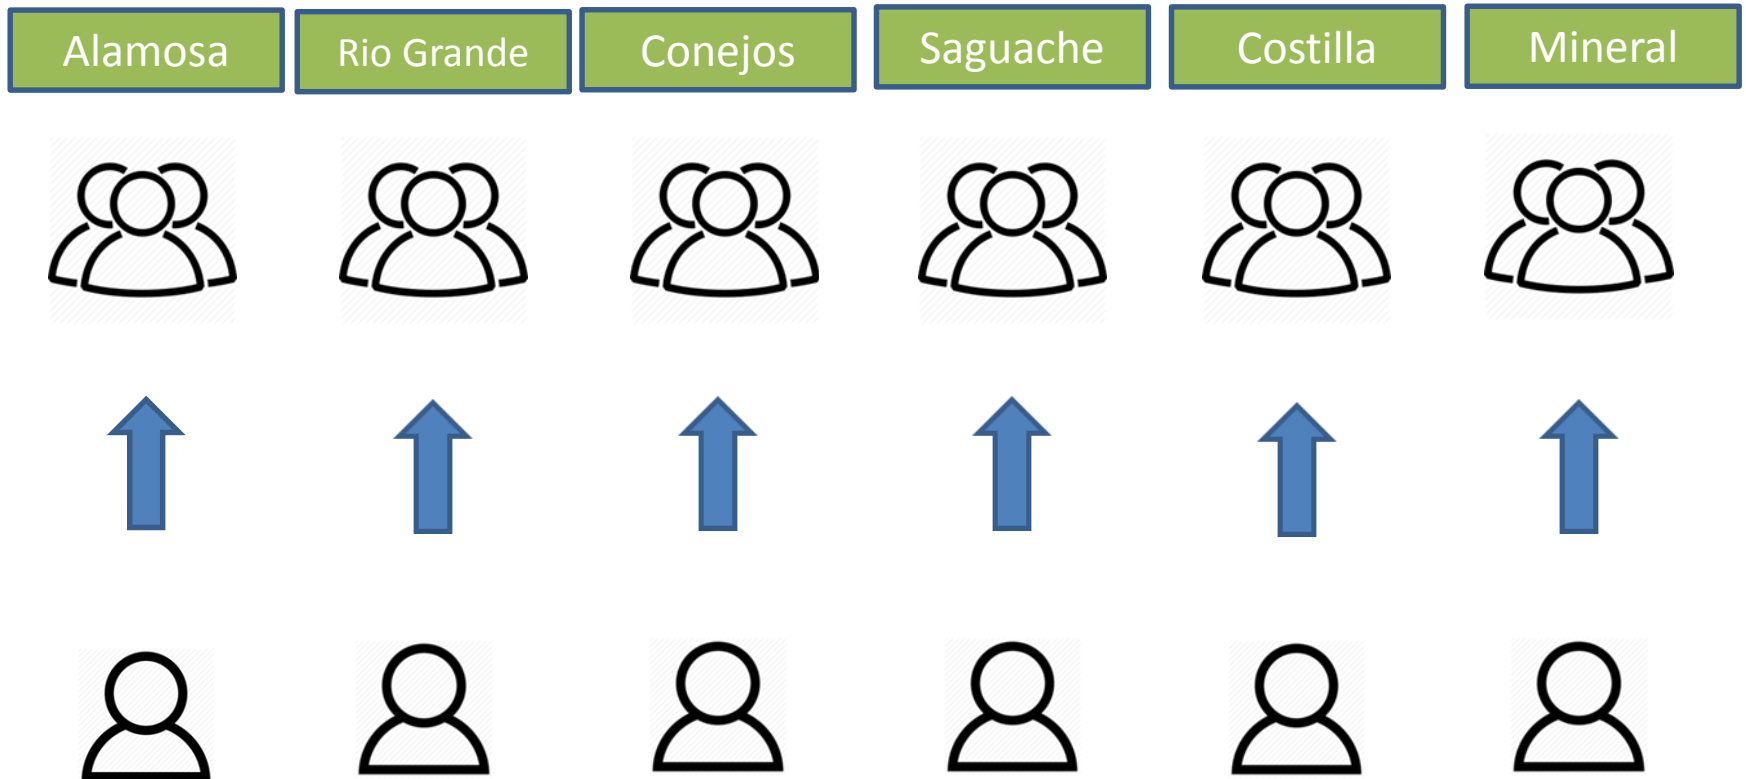 Alamosa
Rio Grande
Conejos
Saguache
Costilla
Mineral